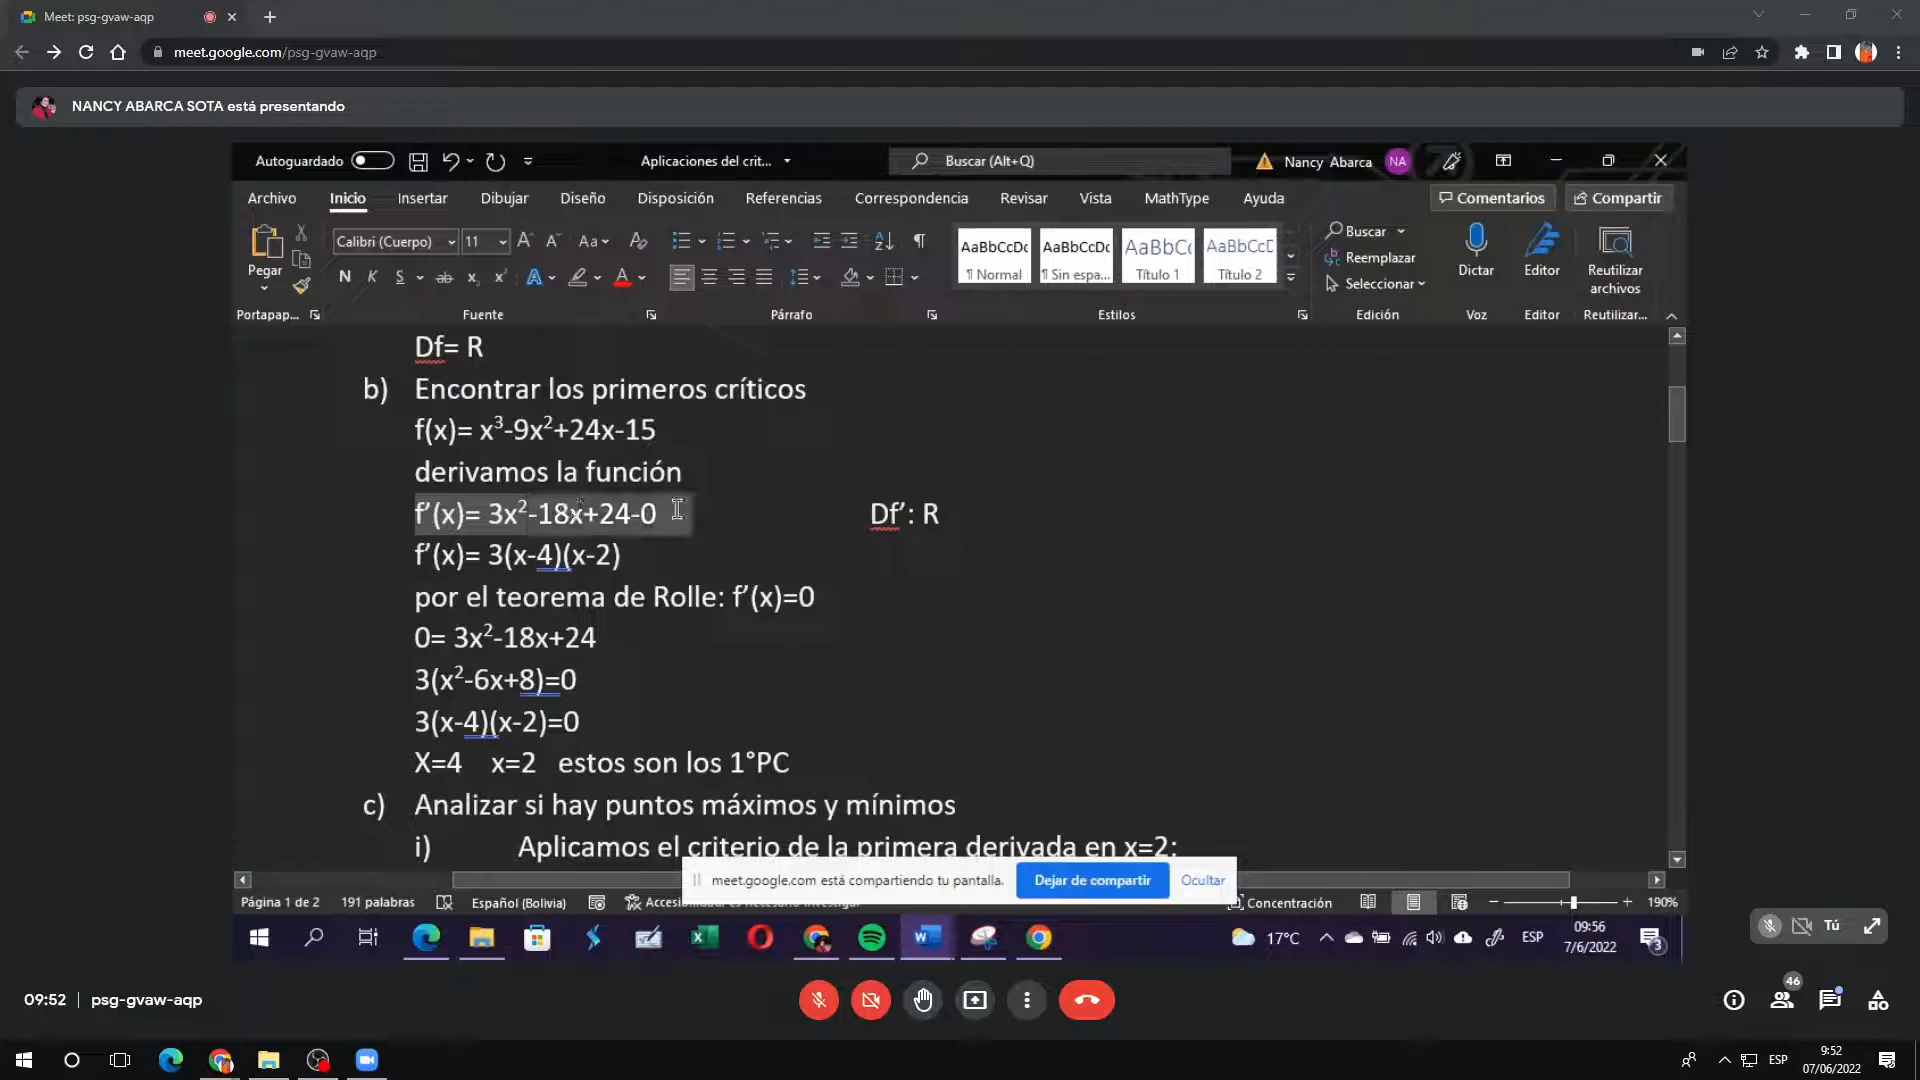 Meet: psg-gvaw-aqp
meet.google.com/psg-gvaw-aqp
NANCY ABARCA SOTA está presentando
Autoguardado
Aplicaciones del crit...
Buscar (Alt+Q)
Nancy Abarca
NA
Archivo Inicio Insertar Dibujar Diseño Disposición Referencias Correspondencia Revisar Vista MathType Ayuda Comentarios Compartir
Pegar
Calibri (Cuerpo) 11
N K S
AaBbCcDc AaBbCcDc AaBbC AaBbCcD
¶ Normal ¶ Sin espa... Título 1 Título 2
Buscar
Reemplazar
Seleccionar
Dictar
Editor
Reutilizar
archivos
Portapap... Fuente Párrafo Estilos Edición Voz Editor Reutilizar...
Df= R
b) Encontrar los primeros críticos
f(x)= x³-9x²+24x-15
derivamos la función
f’(x)= 3x²-18x+24-0 Df’: R
f’(x)= 3(x-4)(x-2)
por el teorema de Rolle: f’(x)=0
0= 3x²-18x+24
3(x²-6x+8)=0
3(x-4)(x-2)=0
X=4 x=2 estos son los 1°PC
c) Analizar si hay puntos máximos y mínimos
i) Aplicamos el criterio de la primera derivada en x=2:
meet.google.com está compartiendo tu pantalla. Dejar de compartir Ocultar
Página 1 de 2 191 palabras Español (Bolivia) Concentración 190%
17°C ESP
09:56
7/6/2022
3
Tú
09:52 | psg-gvaw-aqp
46
ESP
9:52
07/06/2022